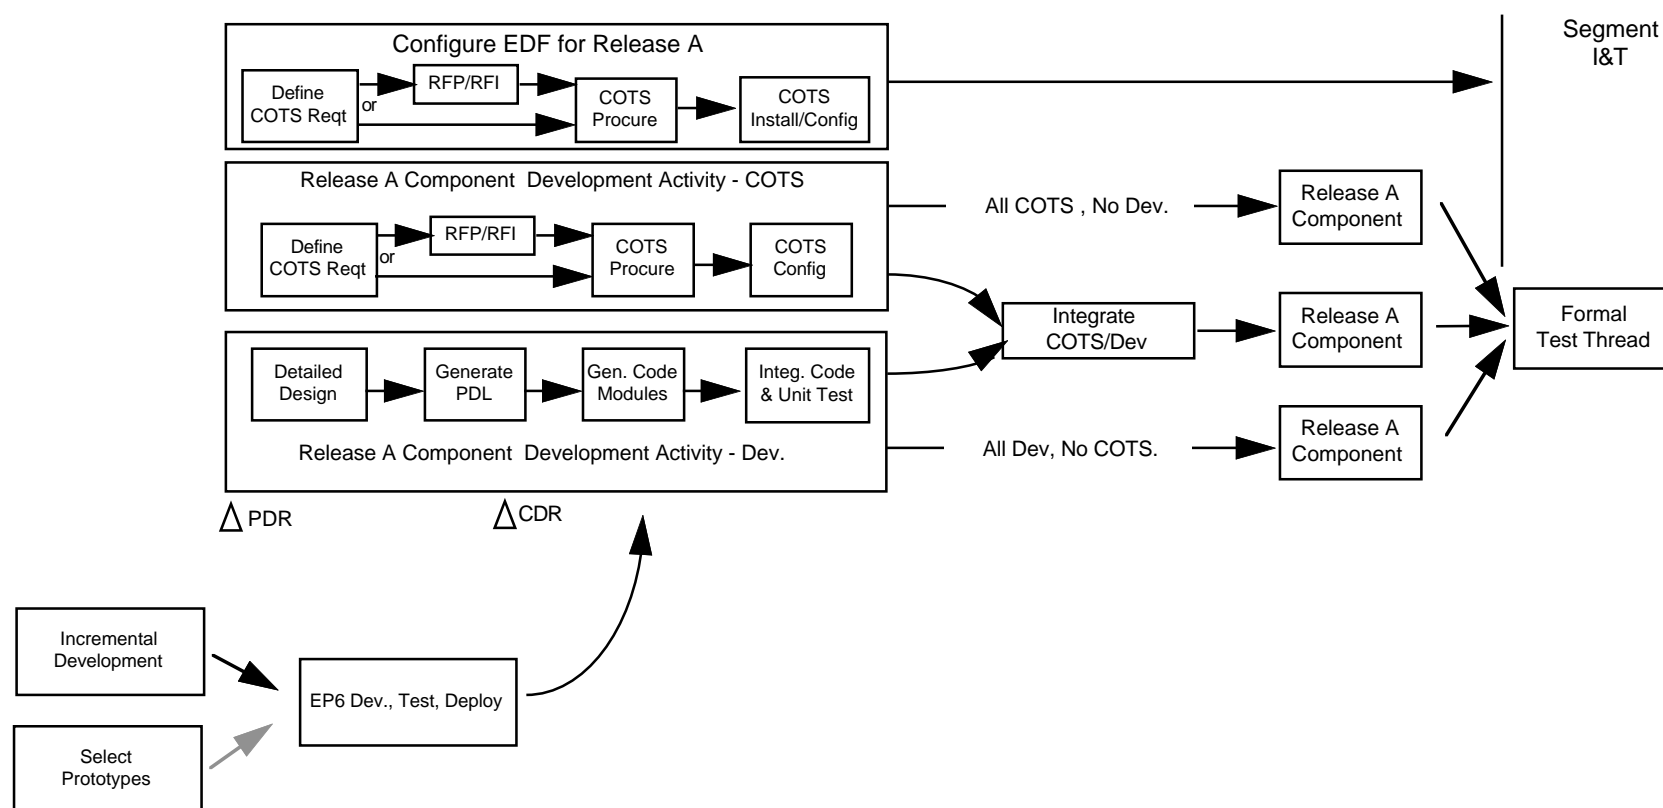 Configure EDF for Release A
Define
COTS Reqt
or
RFP/RFI
COTS
Procure
COTS
Install/Config
Segment
I&T
Release A Component Development Activity - COTS
Define
COTS Reqt
or
RFP/RFI
COTS
Procure
COTS
Config
All COTS , No Dev.
Release A
Component
Integrate
COTS/Dev
Release A
Component
Formal
Test Thread
Detailed
Design
Generate
PDL
Gen. Code
Modules
Integ. Code
& Unit Test
Release A Component Development Activity - Dev.
All Dev, No COTS.
Release A
Component
PDR
CDR
Incremental
Development
EP6 Dev., Test, Deploy
Select
Prototypes